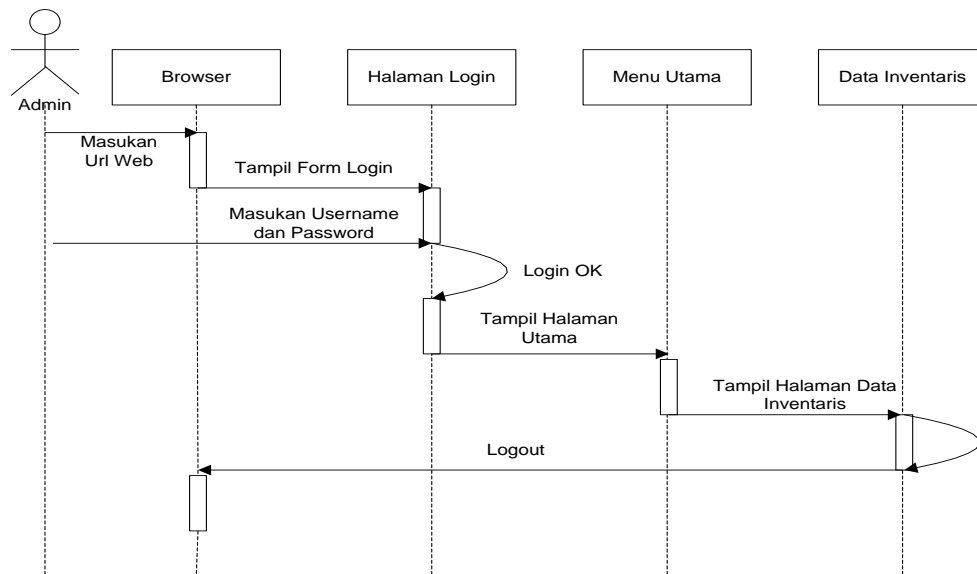 Browser
Halaman Login
Menu Utama
Data Inventaris
Admin
Masukan
Url Web
Tampil Form Login
Masukan Username
dan Password
Login OK
Tampil Halaman
Utama
Tampil Halaman Data
Inventaris
Logout